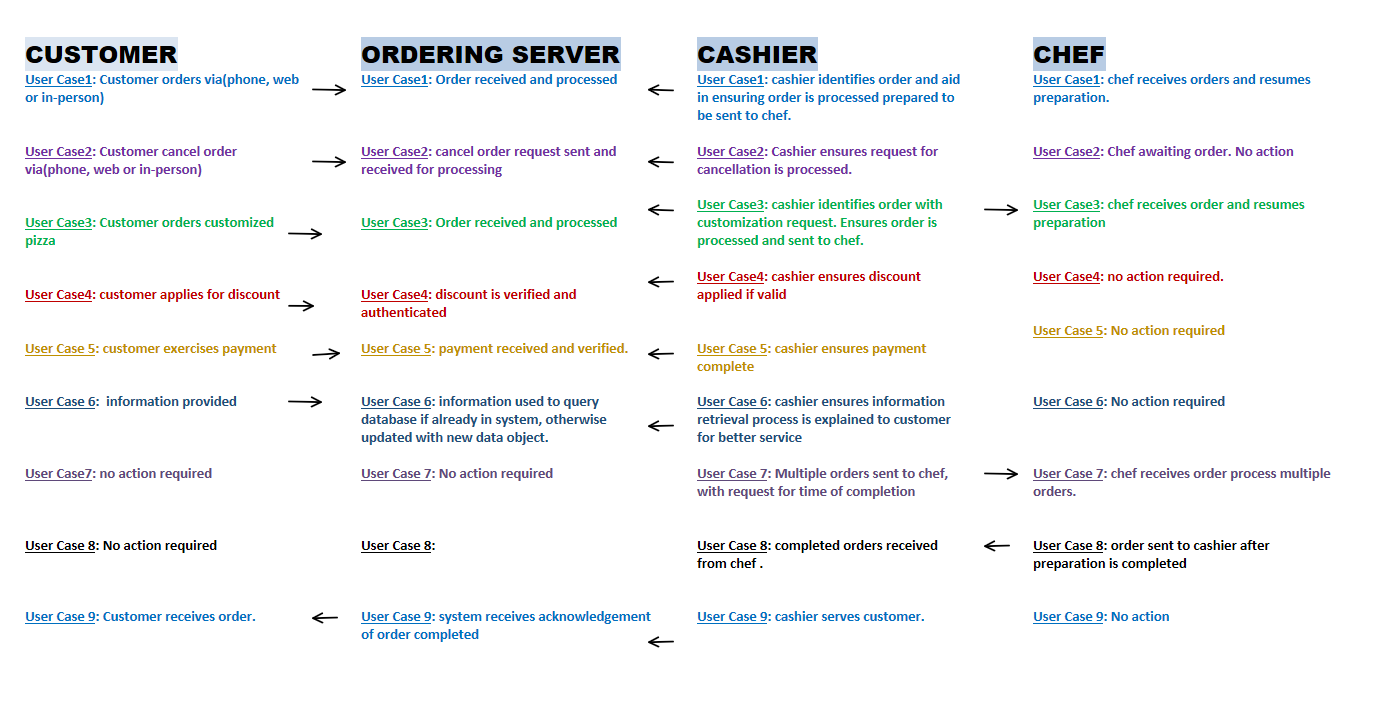 CUSTOMER
User Case1: Customer orders via(phone, web
or in-person)
User Case2: Customer cancel order
via(phone, web or in-person)
User Case3: Customer orders customized
pizza
User Case4: customer applies for discount
User Case 5: customer exercises payment
User Case 6:  information provided
User Case7: no action required
User Case 8: No action required
User Case 9: Customer receives order.
ORDERING SERVER
User Case1: Order received and processed
User Case2: cancel order request sent and
received for processing
User Case3: Order received and processed
User Case4: discount is verified and
authenticated
User Case 5: payment received and verified.
User Case 6: information used to query
database if already in system, otherwise
updated with new data object.
User Case 7: No action required
User Case 8:
User Case 9: system receives acknowledgement
of order completed
CASHIER
User Case1: cashier identifies order and aid
in ensuring order is processed prepared to
be sent to chef.
User Case2: Cashier ensures request for
cancellation is processed.
User Case3: cashier identifies order with
customization request. Ensures order is
processed and sent to chef.
User Case4: cashier ensures discount
applied if valid
User Case 5: cashier ensures payment
complete
User Case 6: cashier ensures information
retrieval process is explained to customer
for better service
User Case 7: Multiple orders sent to chef,
with request for time of completion
User Case 8: completed orders received
from chef .
User Case 9: cashier serves customer.
CHEF
User Case1: chef receives orders and resumes
preparation.
User Case2: Chef awaiting order. No action
User Case3: chef receives order and resumes
preparation
User Case4: no action required.
User Case 5: No action required
User Case 6: No action required
User Case 7: chef receives order process multiple
orders.
User Case 8: order sent to cashier after
preparation is completed
User Case 9: No action